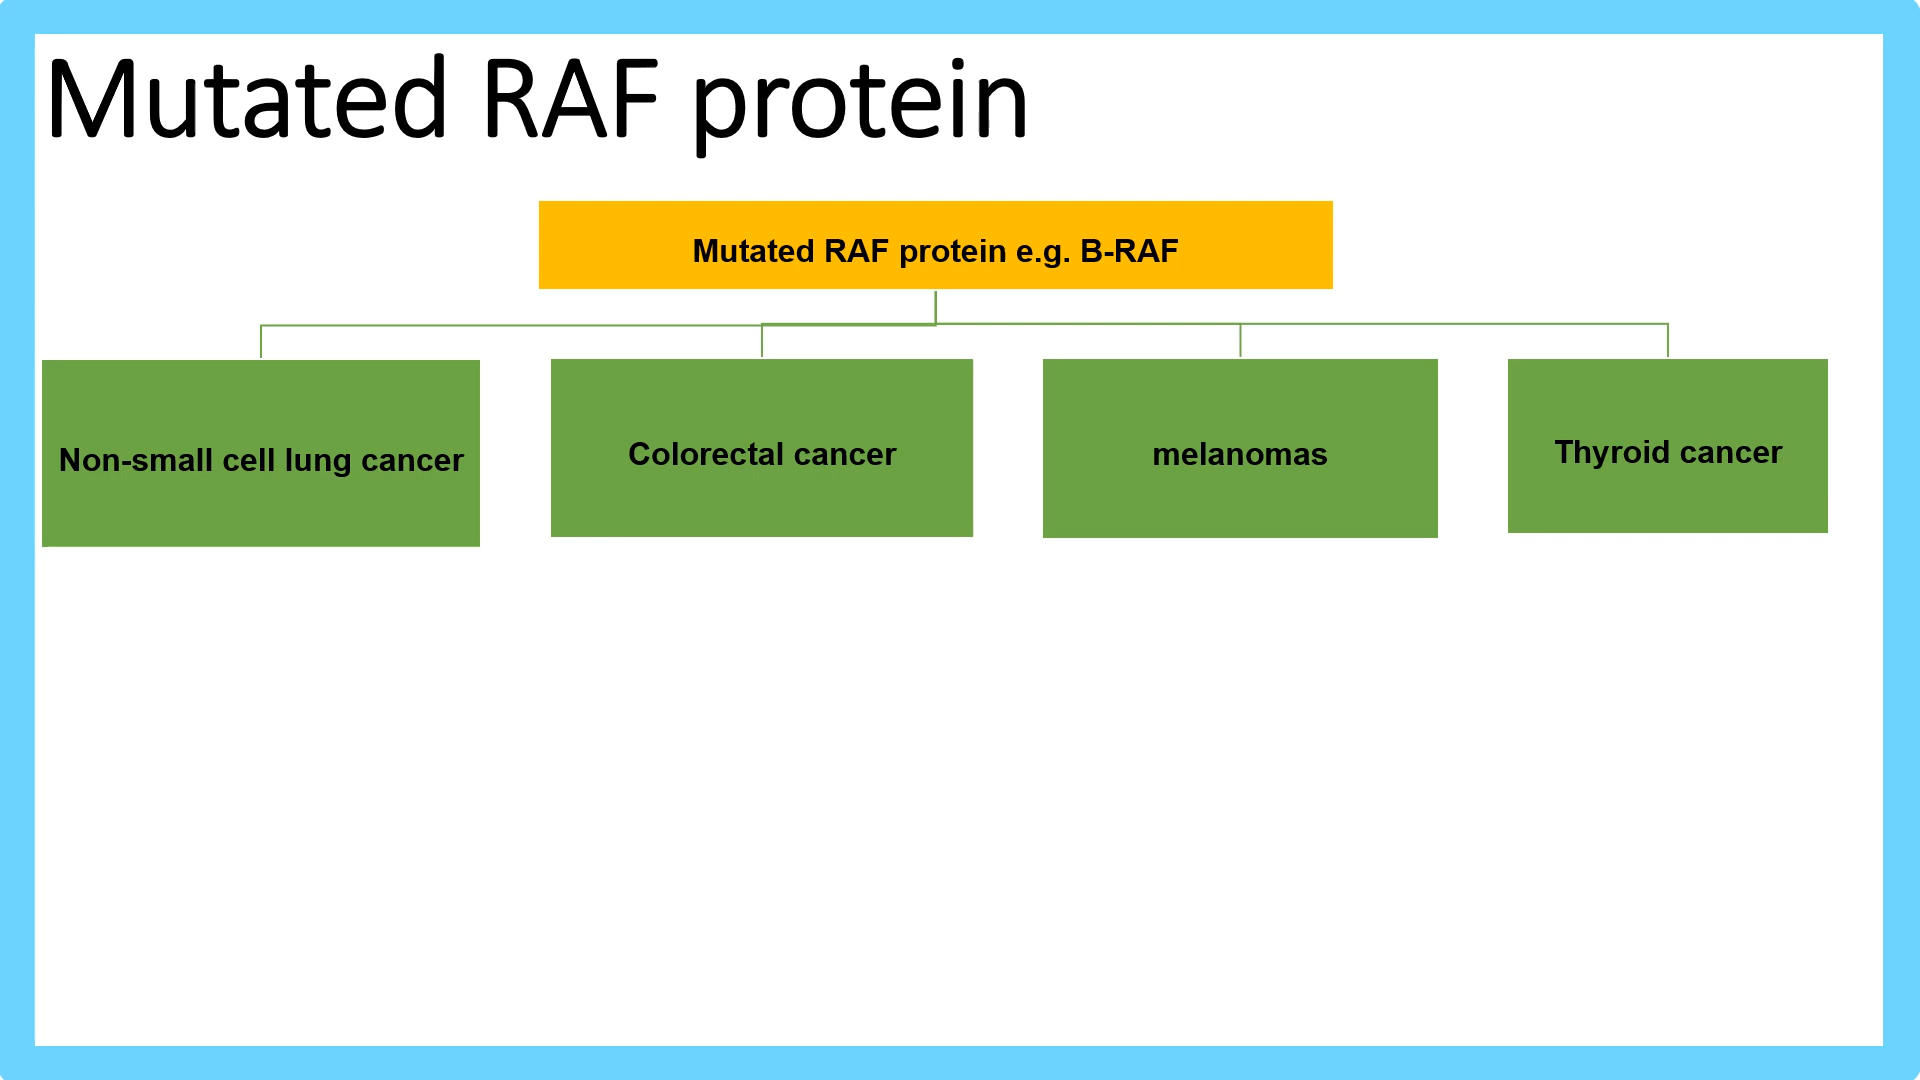 Mutated RAF protein
Mutated RAF protein e.g. B-RAF
Non-small cell lung cancer
Colorectal cancer
melanomas
Thyroid cancer